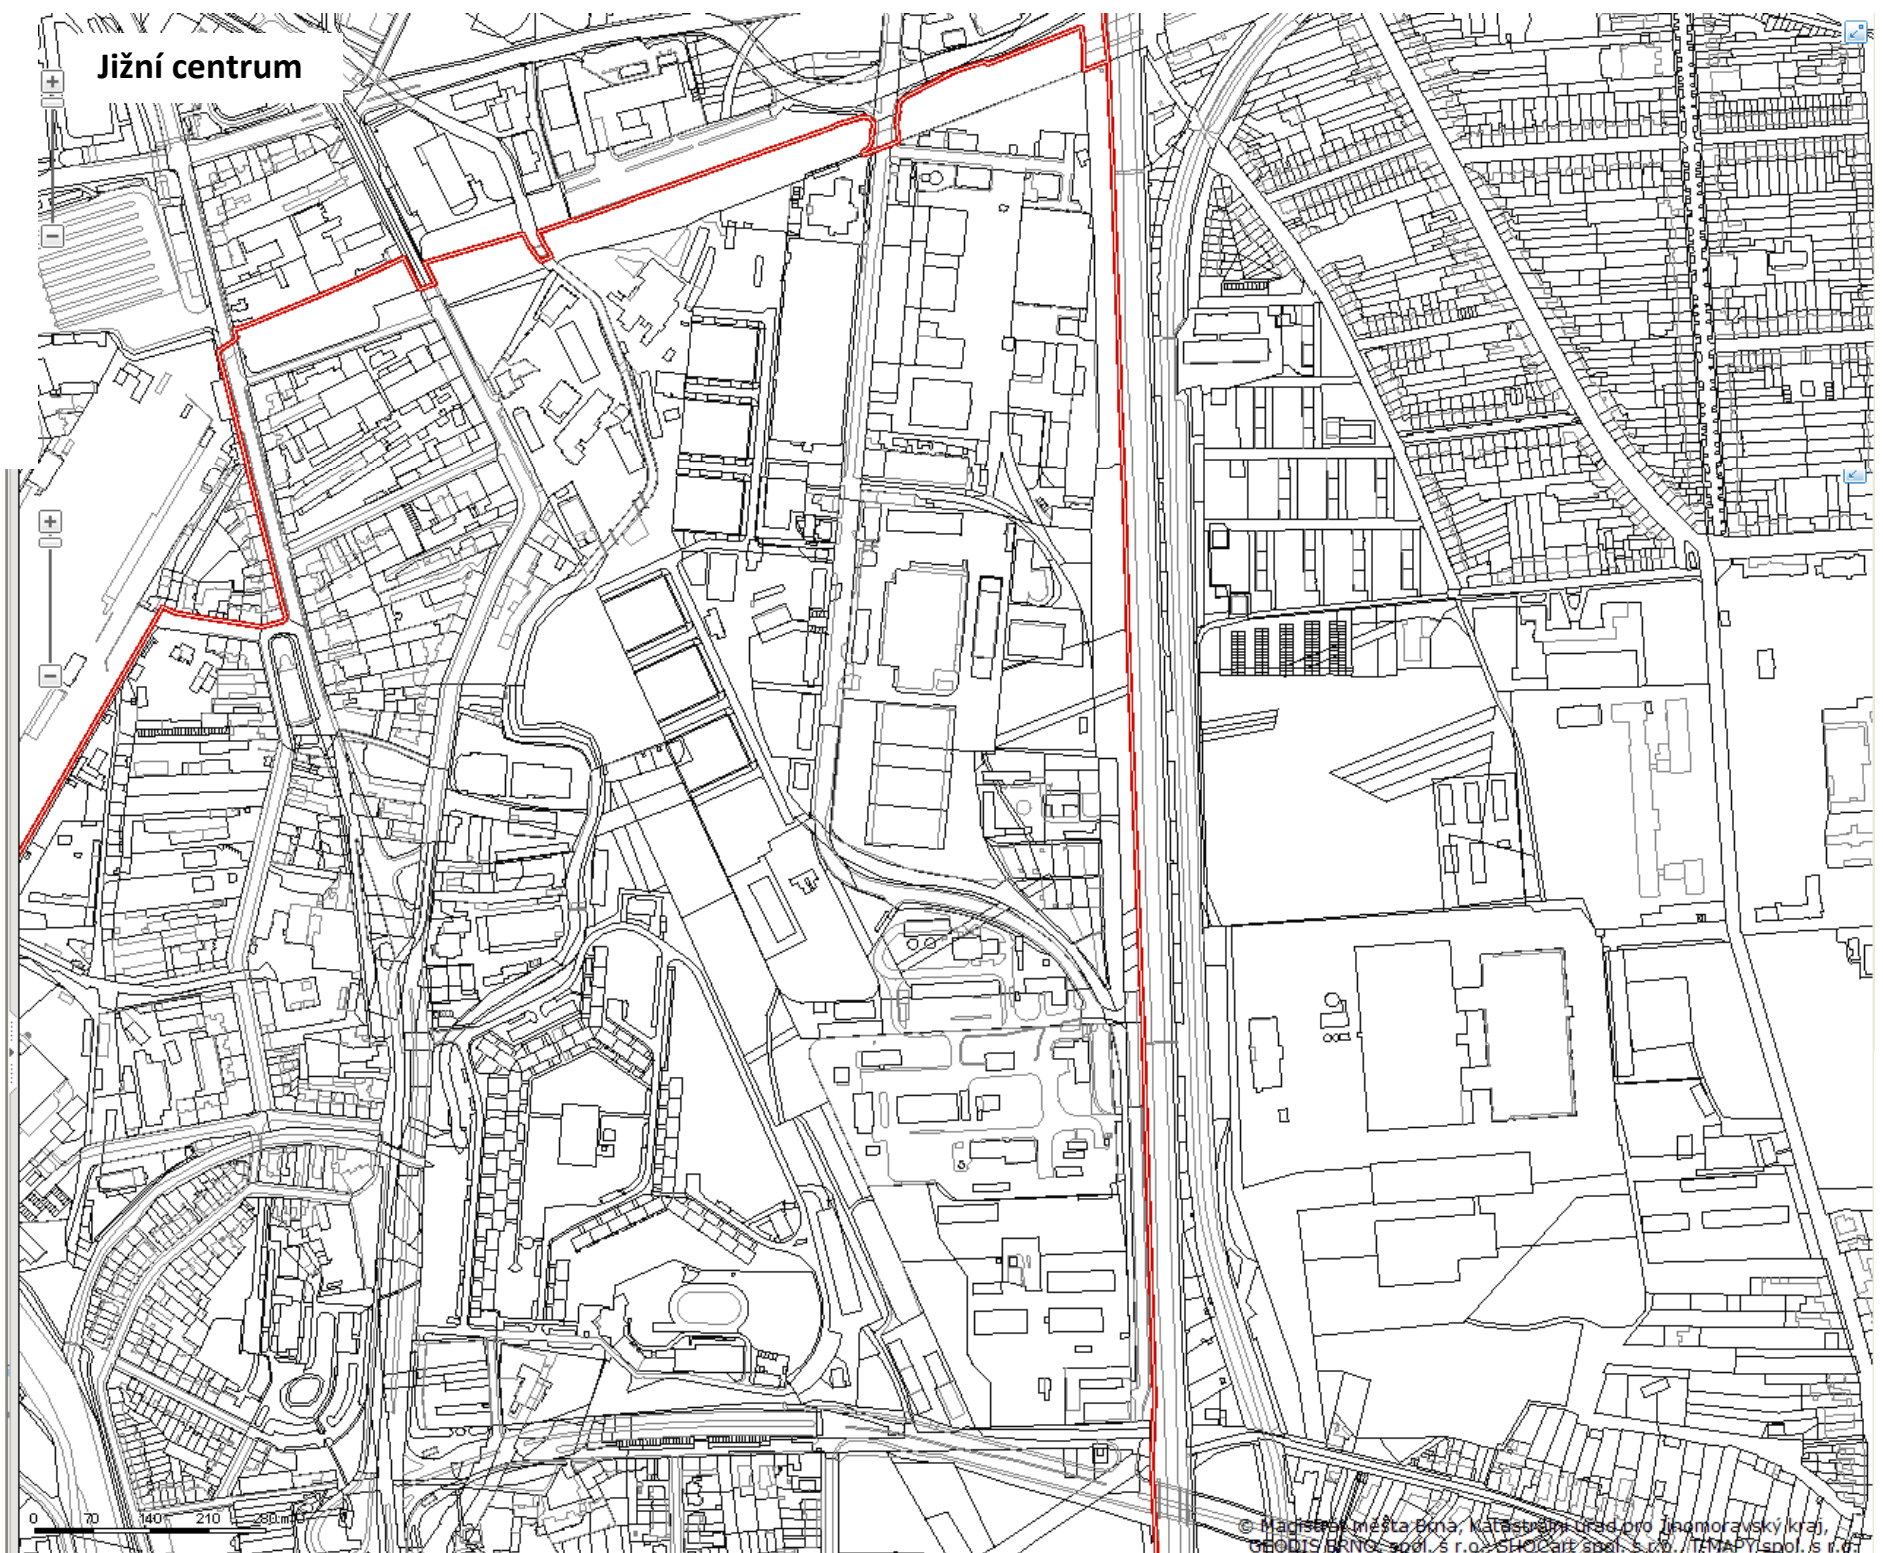 Jižní centrum
0 70 140 210 280 m
© Magistrát města Brna, Katastrální úřad pro Jihomoravský kraj,
GEODIS BRNO, spol. s r.o., SHOCart spol. s r.o., T-MAPY spol. s r.o.